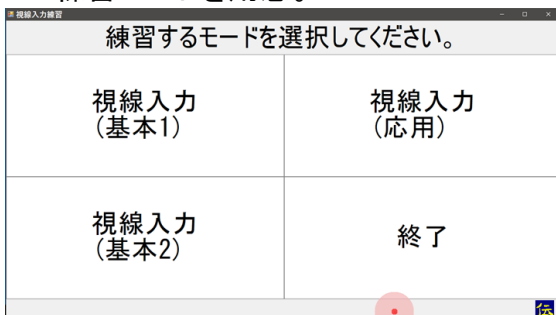 視線入力練習
練習するモードを選択してください。
視線入力
(基本1)
視線入力
(応用)
視線入力
(基本2)
終了
伝